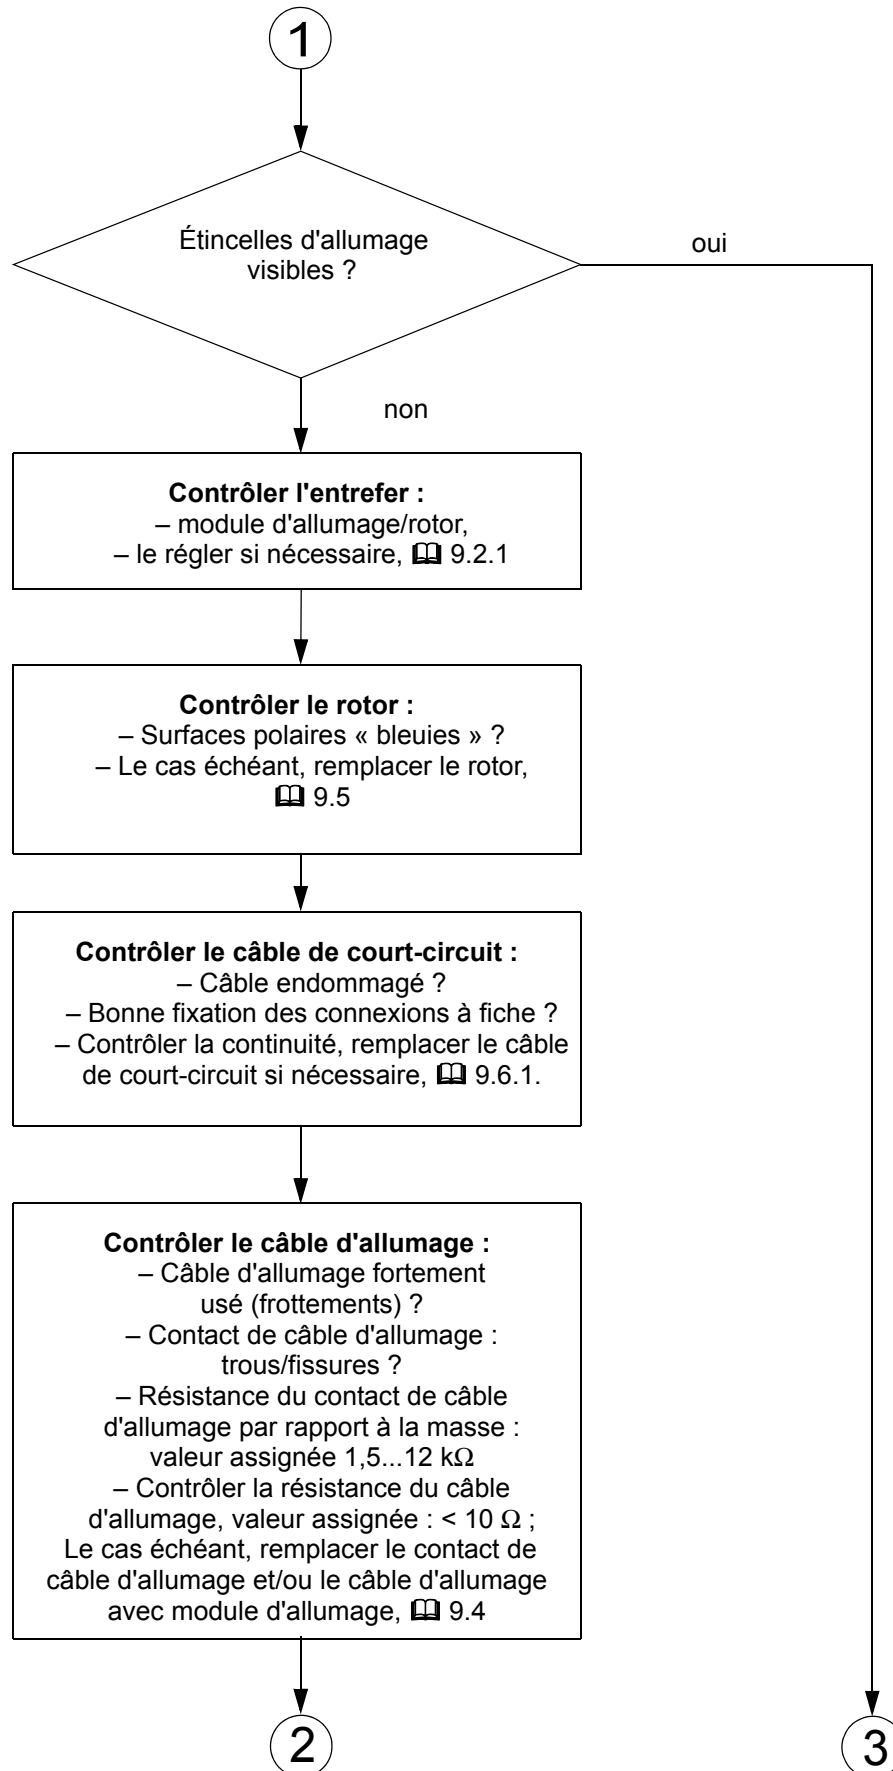 1
Étincelles d'allumage
visibles ?
oui
non
Contrôler l'entrefer :
– module d'allumage/rotor,
– le régler si nécessaire, 🕮 9.2.1
Contrôler le rotor :
– Surfaces polaires « bleuies » ?
– Le cas échéant, remplacer le rotor,
🕮 9.5
Contrôler le câble de court-circuit :
– Câble endommagé ?
– Bonne fixation des connexions à fiche ?
– Contrôler la continuité, remplacer le câble
de court-circuit si nécessaire, 🕮 9.6.1.
Contrôler le câble d'allumage :
– Câble d'allumage fortement
usé (frottements) ?
– Contact de câble d'allumage :
trous/fissures ?
– Résistance du contact de câble
d'allumage par rapport à la masse :
valeur assignée 1,5...12 kΩ
– Contrôler la résistance du câble
d'allumage, valeur assignée : < 10 Ω ;
Le cas échéant, remplacer le contact de
câble d'allumage et/ou le câble d'allumage
avec module d'allumage, 🕮 9.4
2
3